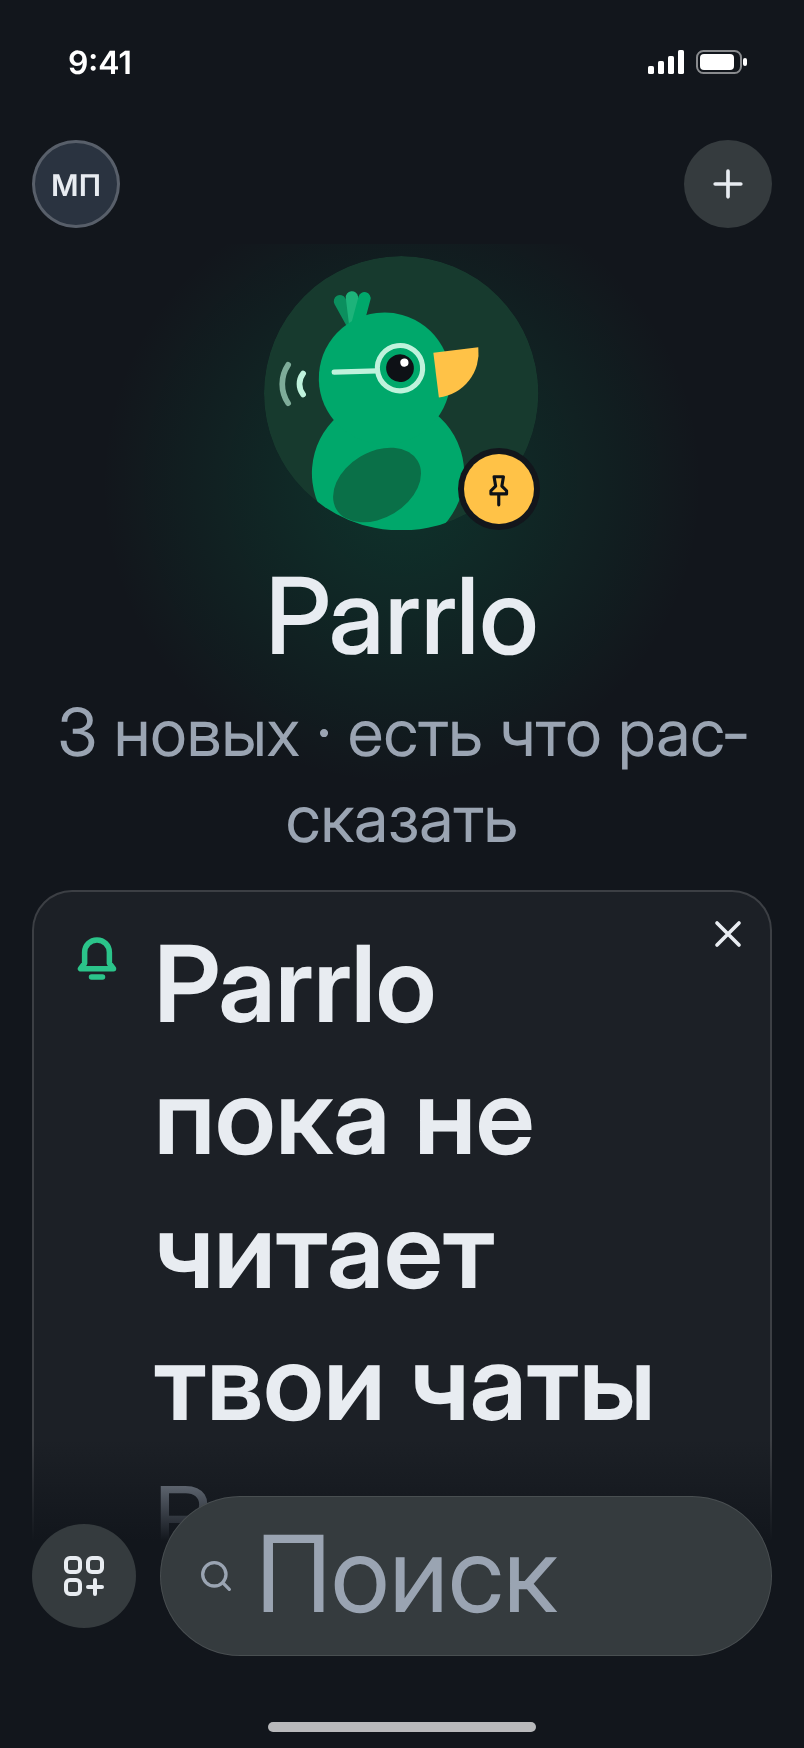 9:41
МП
Parrlo
3 новых · есть что рас-
сказать
Parrlo
пока не
читает
твои чаты
Поиск